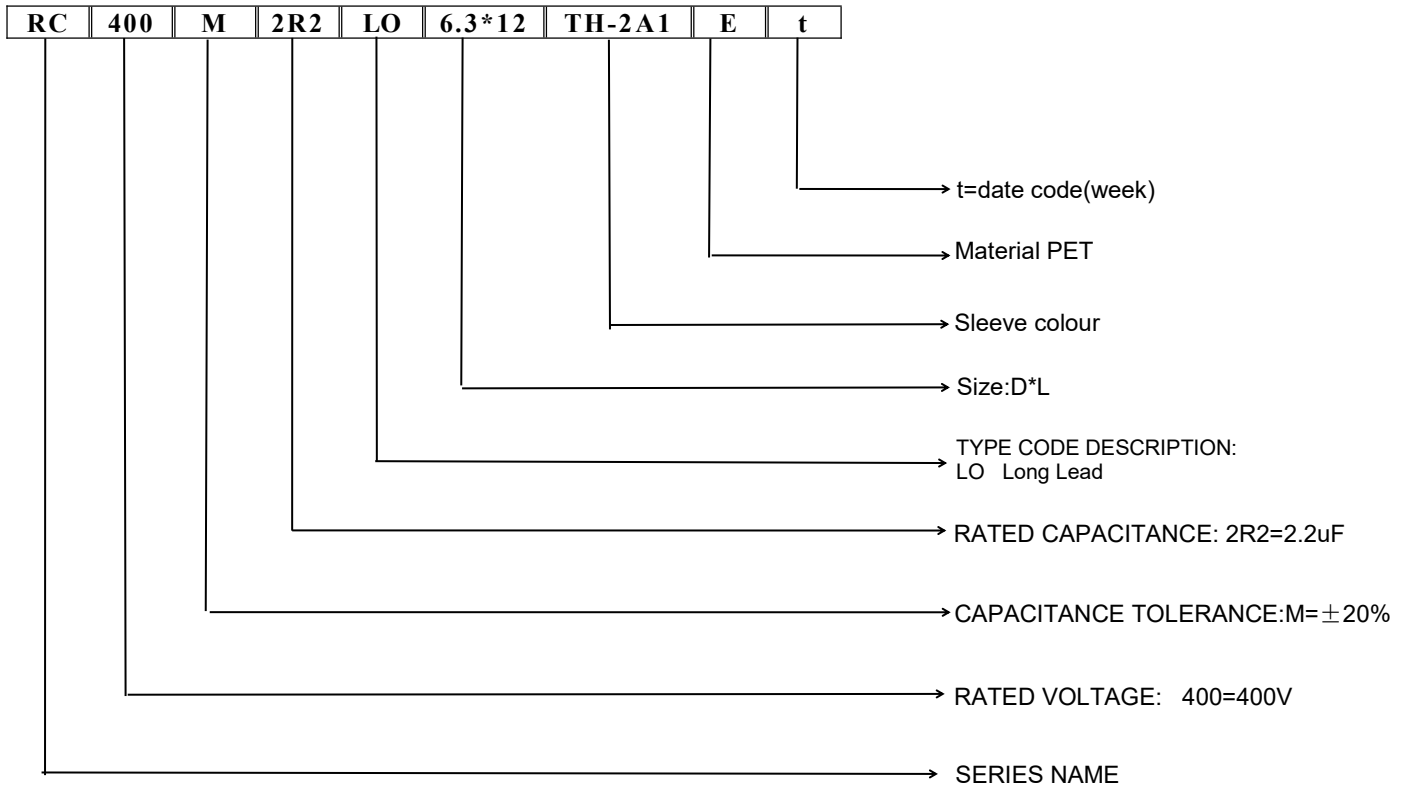 RC 400 M 2R2 LO 6.3*12 TH-2A1 E t
t=date code(week)
Material PET
Sleeve colour
Size:D*L
TYPE CODE DESCRIPTION:
LO Long Lead
RATED CAPACITANCE: 2R2=2.2uF
CAPACITANCE TOLERANCE:M=±20%
RATED VOLTAGE: 400=400V
SERIES NAME